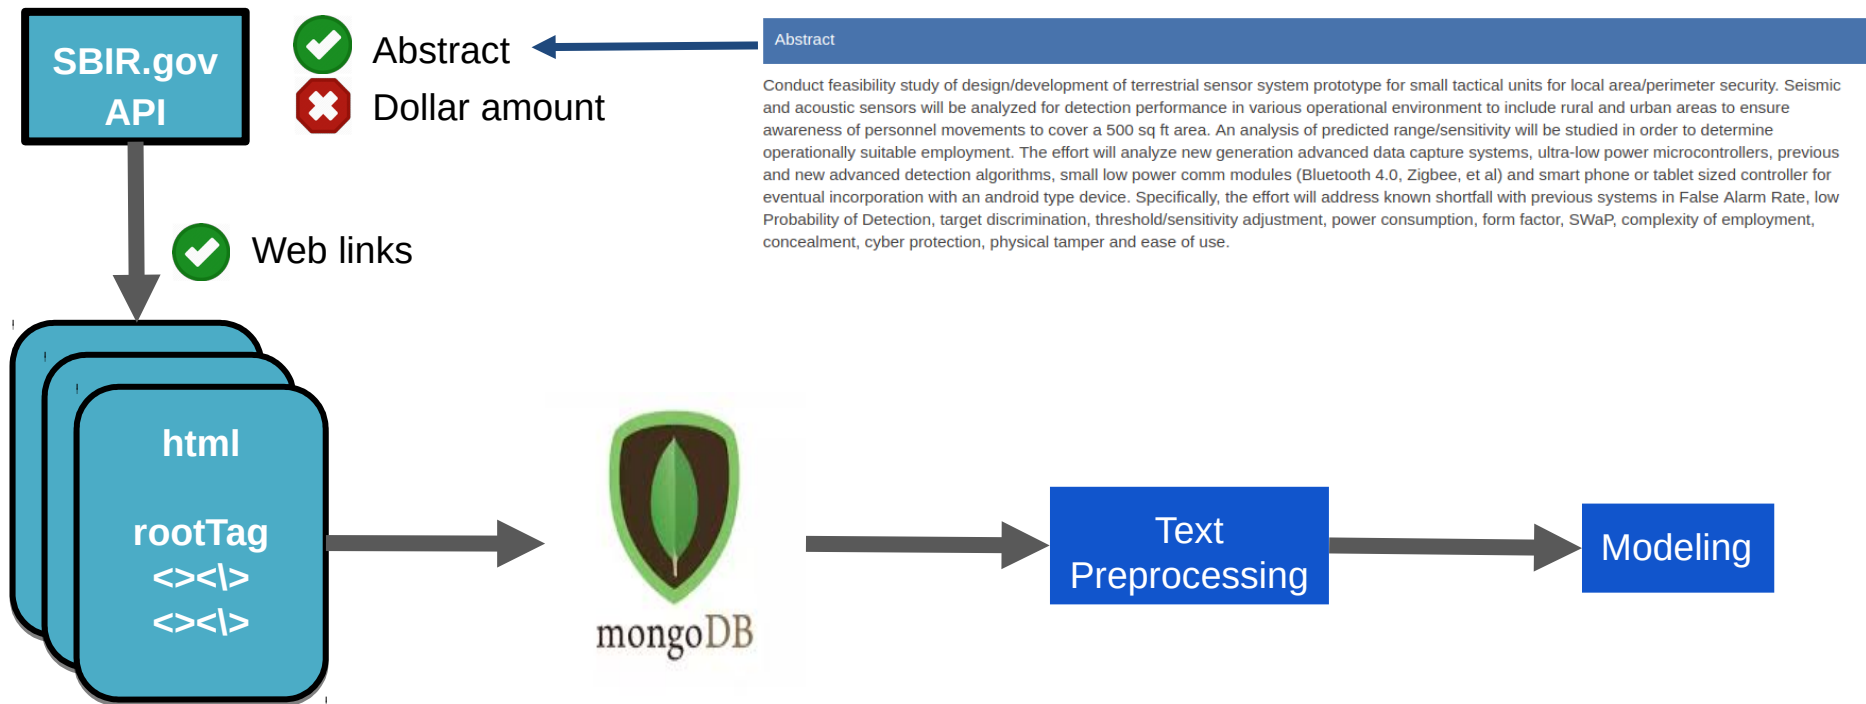 SBIR.gov
API
Abstract
Dollar amount
Abstract
Conduct feasibility study of design/development of terrestrial sensor system prototype for small tactical units for local area/perimeter security. Seismic
and acoustic sensors will be analyzed for detection performance in various operational environment to include rural and urban areas to ensure
awareness of personnel movements to cover a 500 sq ft area. An analysis of predicted range/sensitivity will be studied in order to determine
operationally suitable employment. The effort will analyze new generation advanced data capture systems, ultra-low power microcontrollers, previous
and new advanced detection algorithms, small low power comm modules (Bluetooth 4.0, Zigbee, et al) and smart phone or tablet sized controller for
eventual incorporation with an android type device. Specifically, the effort will address known shortfall with previous systems in False Alarm Rate, low
Probability of Detection, target discrimination, threshold/sensitivity adjustment, power consumption, form factor, SWaP, complexity of employment,
concealment, cyber protection, physical tamper and ease of use.
Web links
html
rootTag
<><\>
<><\>
mongoDB
Text
Preprocessing
Modeling